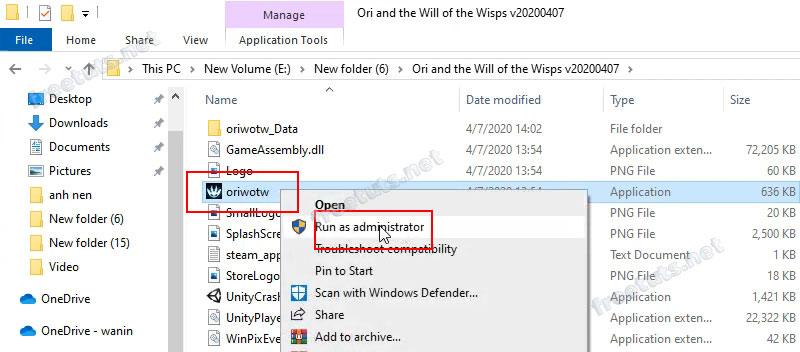 Manage
Ori and the Will of the Wisps v20200407
File
Home
Share
View
Application Tools
This PC > New Volume (E:) > New folder (6) > Ori and the Will of the Wisps v20200407 >
Name
Date modified
Type
Size
Desktop
Downloads
Documents
Pictures
anh nen
New folder (6)
New folder (15)
Video
OneDrive
OneDrive - wanin
oriwotw_Data 4/7/2020 14:02 File folder
GameAssembly.dll 4/7/2020 13:54 Application exten... 72,205 KB
Logo 4/7/2020 13:54 PNG File 60 KB
oriwotw 4/7/2020 13:54 Application 636 KB
SmallLogo PNG File 20 KB
SplashScre PNG File 2,500 KB
steam_app Text Document 1 KB
StoreLogo PNG File 18 KB
UnityCrash Application 1,421 KB
UnityPlaye Application exten... 22,322 KB
WinPixEve Application exten... 42 KB
Open
Run as administrator
Troubleshoot compatibility
Pin to Start
Scan with Windows Defender...
Share
Add to archive...
freetuts.net
freetuts.net
freetuts.net
freetuts.net